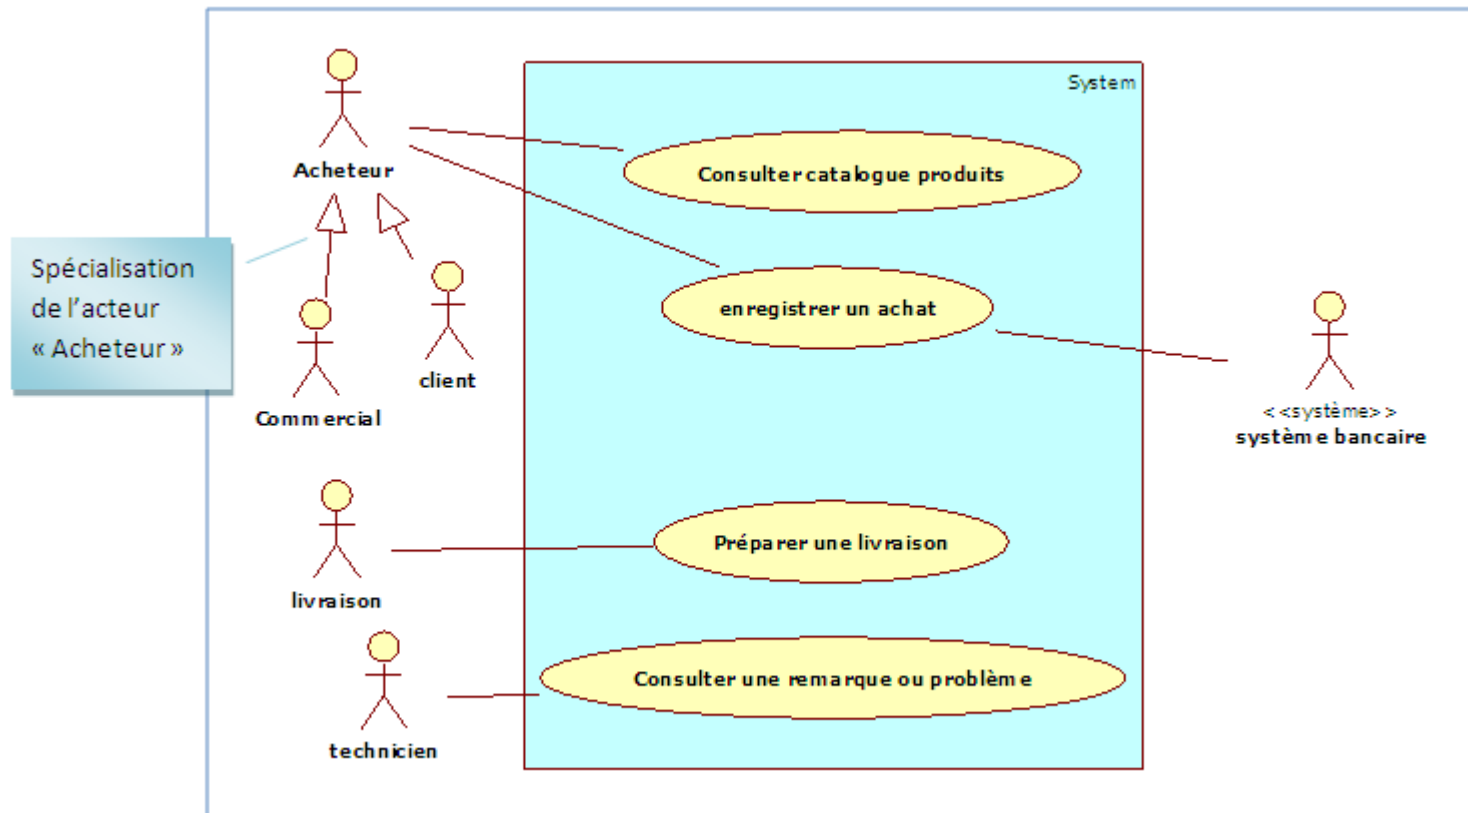 System
Acheteur
Consulter catalogue produits
Spécialisation
de l’acteur
« Acheteur »
enregistrer un achat
client
Commercial
<<système>>
système bancaire
Préparer une livraison
livraison
Consulter une remarque ou problème
technicien